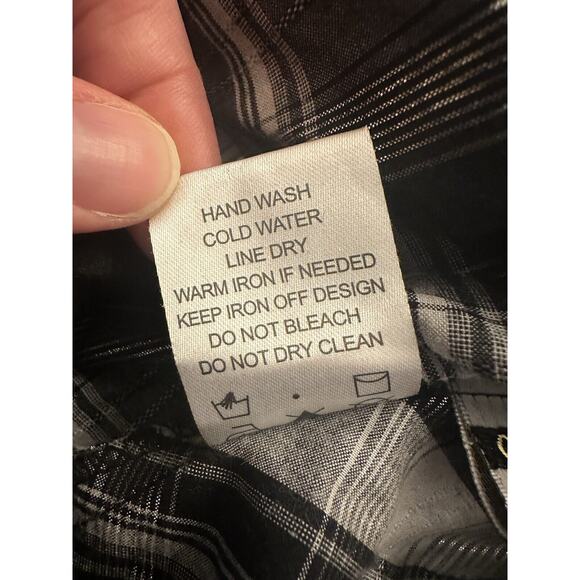 HAND WASH
COLD WATER
LINE DRY
WARM IRON IF NEEDED
KEEP IRON OFF DESIGN
DO NOT BLEACH
DO NOT DRY CLEAN